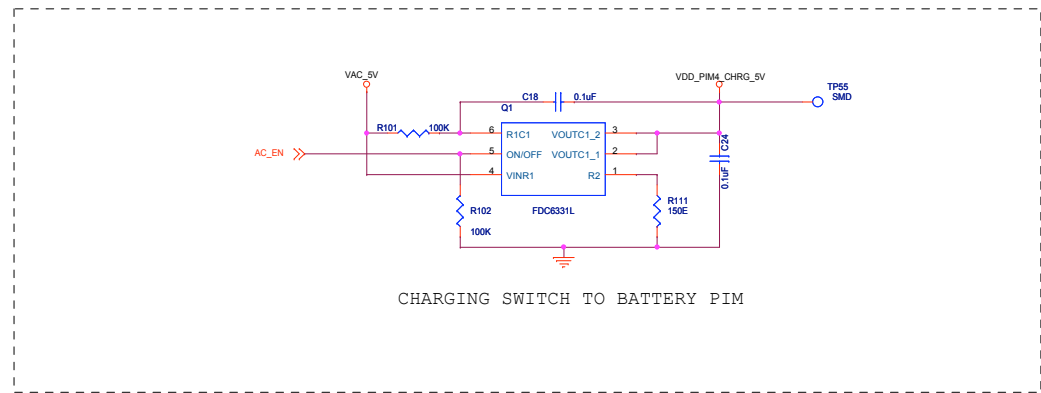 VAC_5V
VDD_PIM4_CHRG_5V
TP55
SMD
C18
0.1uF
Q1
R101
100K
6
R1C1
VOUTC1_2
3
AC_EN
5
ON/OFF
VOUTC1_1
2
C24
0.1uF
4
VINR1
R2
1
R102
100K
FDC6331L
R111
150E
CHARGING SWITCH TO BATTERY PIM